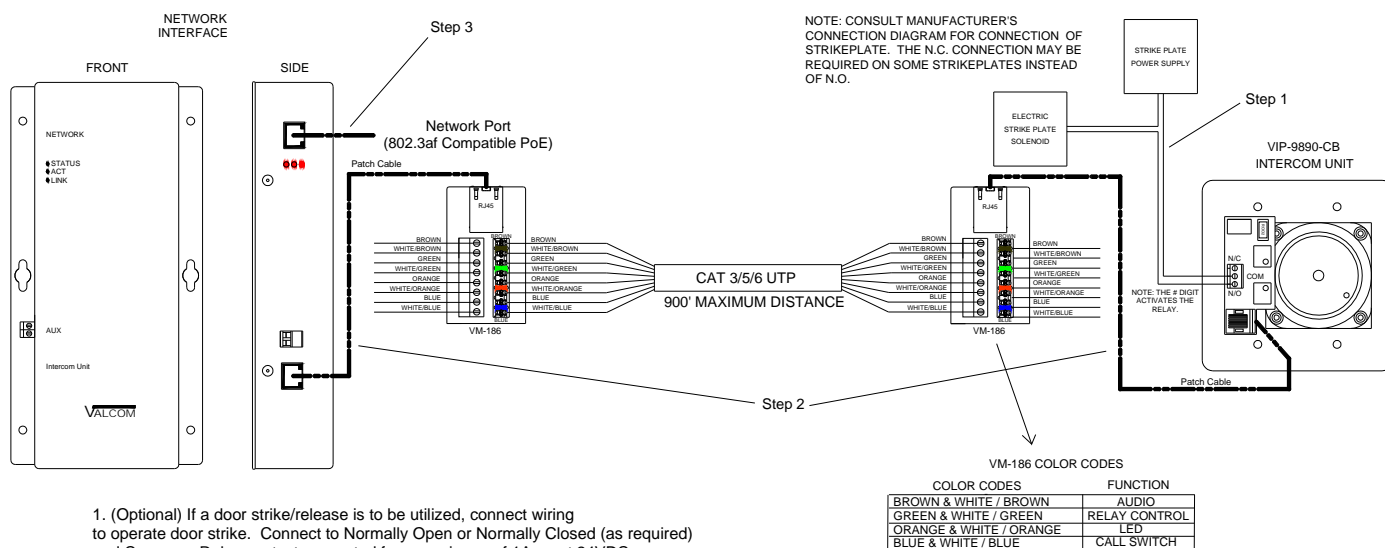 NETWORK
INTERFACE
FRONT
SIDE
Step 3
NETWORK
STATUS
ACT
LINK
AUX
Intercom Unit
VALCOM
Network Port
(802.3af Compatible PoE)
Patch Cable
RJ45
BROWN
BROWN
WHITE/BROWN
GREEN
WHITE/GREEN
ORANGE
WHITE/ORANGE
BLUE
WHITE/BLUE
BROWN
WHITE/BROWN
GREEN
WHITE/GREEN
ORANGE
WHITE/ORANGE
BLUE
WHITE/BLUE
BLUE
VM-186
CAT 3/5/6 UTP
900' MAXIMUM DISTANCE
NOTE: CONSULT MANUFACTURER'S
CONNECTION DIAGRAM FOR CONNECTION OF
STRIKEPLATE. THE N.C. CONNECTION MAY BE
REQUIRED ON SOME STRIKEPLATES INSTEAD
OF N.O.
STRIKE PLATE
POWER SUPPLY
ELECTRIC
STRIKE PLATE
SOLENOID
Step 1
VIP-9890-CB
INTERCOM UNIT
RJ45
BROWN
BROWN
WHITE/BROWN
GREEN
WHITE/GREEN
ORANGE
WHITE/ORANGE
BLUE
WHITE/BLUE
BROWN
WHITE/BROWN
GREEN
WHITE/GREEN
ORANGE
WHITE/ORANGE
BLUE
WHITE/BLUE
BLUE
VM-186
N/C
COM
N/O
NOTE: THE # DIGIT
ACTIVATES THE
RELAY.
Patch Cable
Step 2
VM-186 COLOR CODES
COLOR CODES FUNCTION
BROWN & WHITE / BROWN AUDIO
GREEN & WHITE / GREEN RELAY CONTROL
ORANGE & WHITE / ORANGE LED
BLUE & WHITE / BLUE CALL SWITCH
1. (Optional) If a door strike/release is to be utilized, connect wiring
to operate door strike. Connect to Normally Open or Normally Closed (as required)